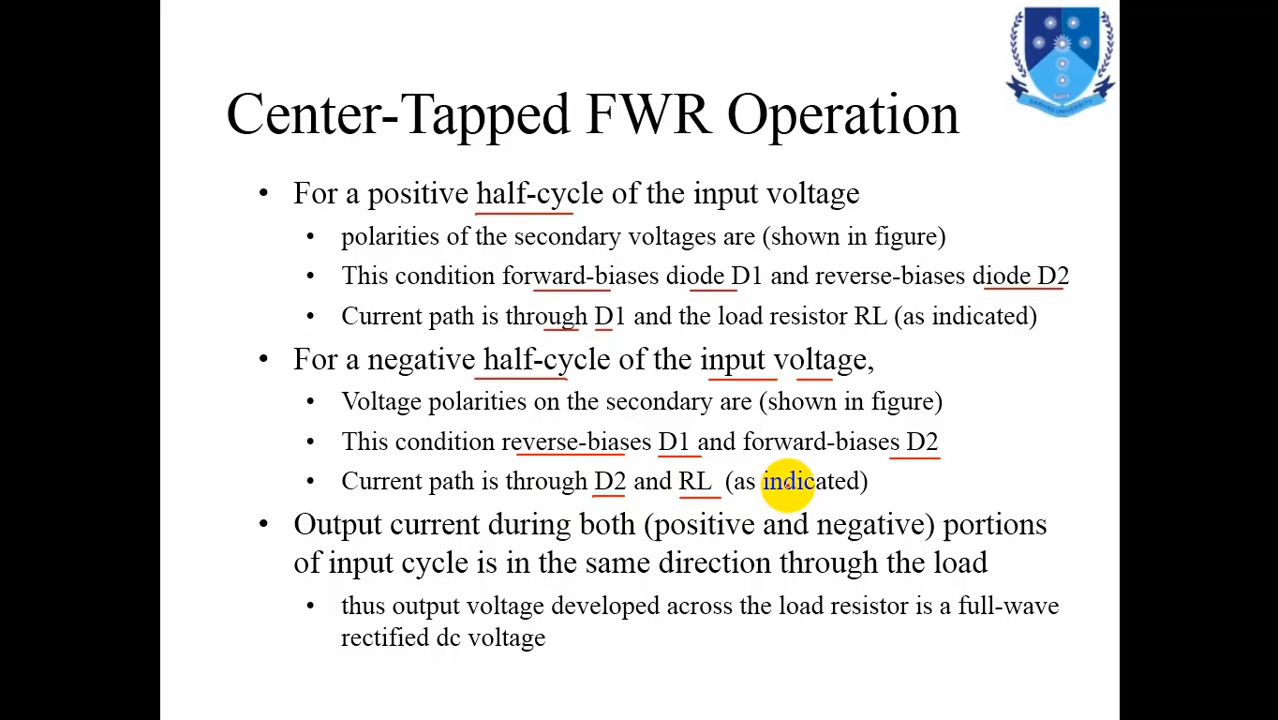 Center-Tapped FWR Operation
• For a positive half-cycle of the input voltage
• polarities of the secondary voltages are (shown in figure)
• This condition forward-biases diode D1 and reverse-biases diode D2
• Current path is through D1 and the load resistor RL (as indicated)
• For a negative half-cycle of the input voltage,
• Voltage polarities on the secondary are (shown in figure)
• This condition reverse-biases D1 and forward-biases D2
• Current path is through D2 and RL (as indicated)
• Output current during both (positive and negative) portions
of input cycle is in the same direction through the load
• thus output voltage developed across the load resistor is a full-wave
rectified dc voltage